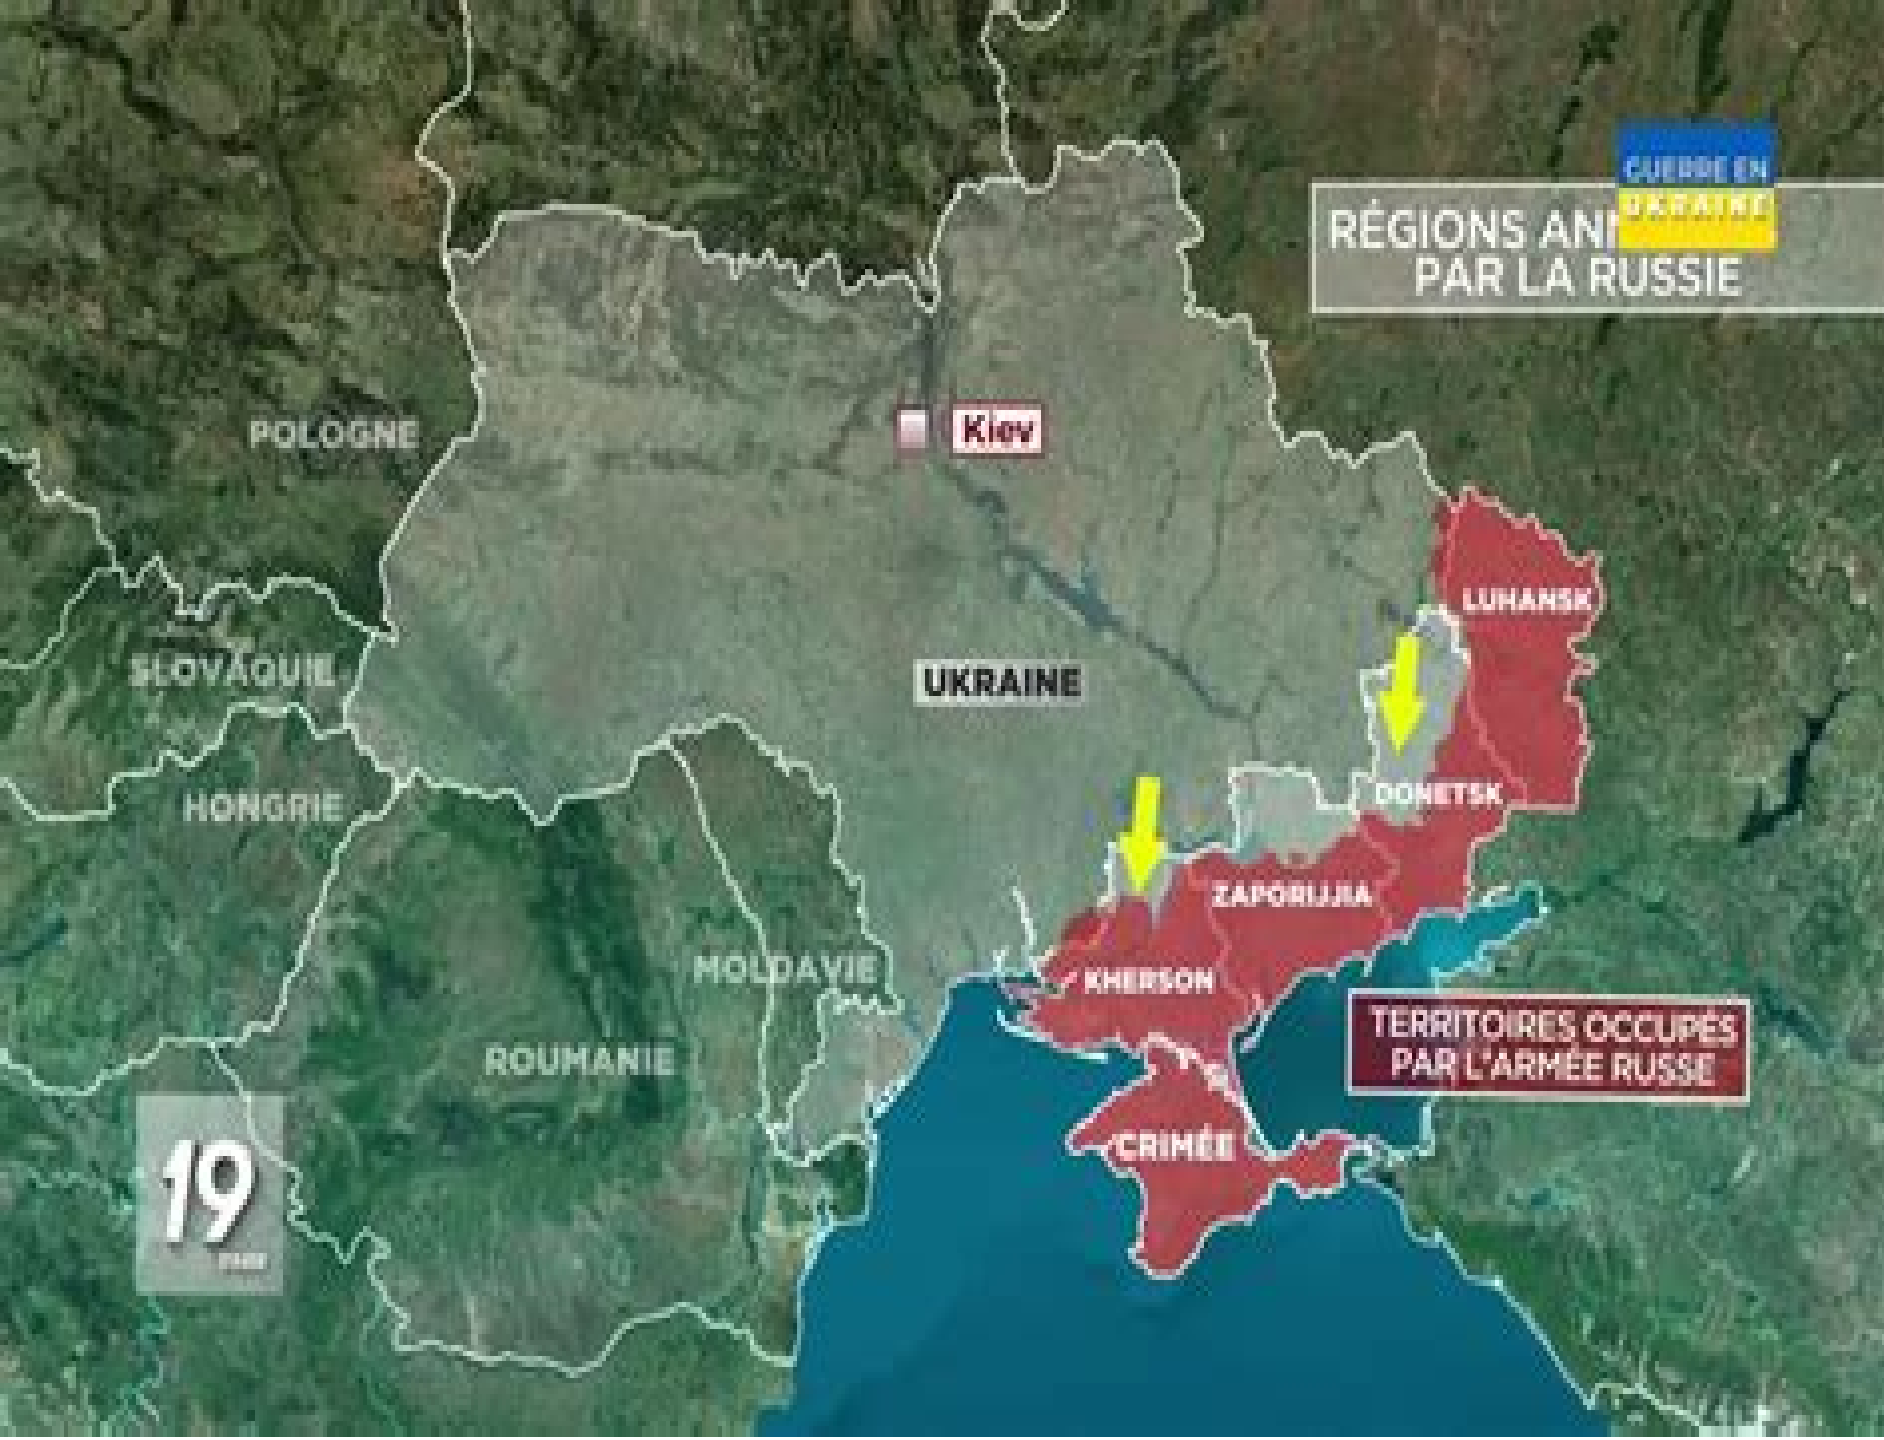 GUERRE EN
UKRAINE
RÉGIONS
PAR LA RUSSIE
Kiev
POLOGNE
LUHANSK
SLOVAQUIE
UKRAINE
HONGRIE
DONETSK
ZAPORIJJIA
MOLDAVIE
KHERSON
TERRITOIRES OCCUPÉS
PAR L'ARMÉE RUSSE
ROUMANIE
CRIMÉE
19